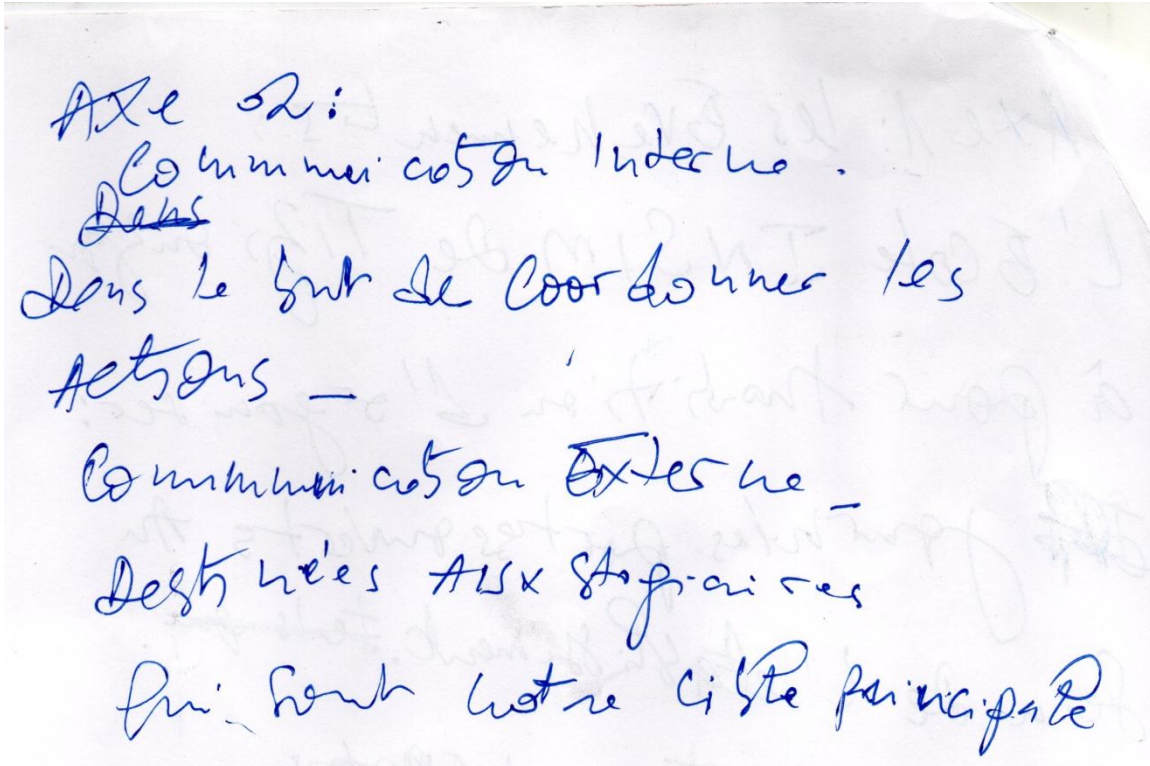 Axe 02:
Communication Interne.
Dans
Dans le but de Coordonner les
Actions _
Communication Externe _
Destinées Aux stagiaires
Qui sont notre cible principale